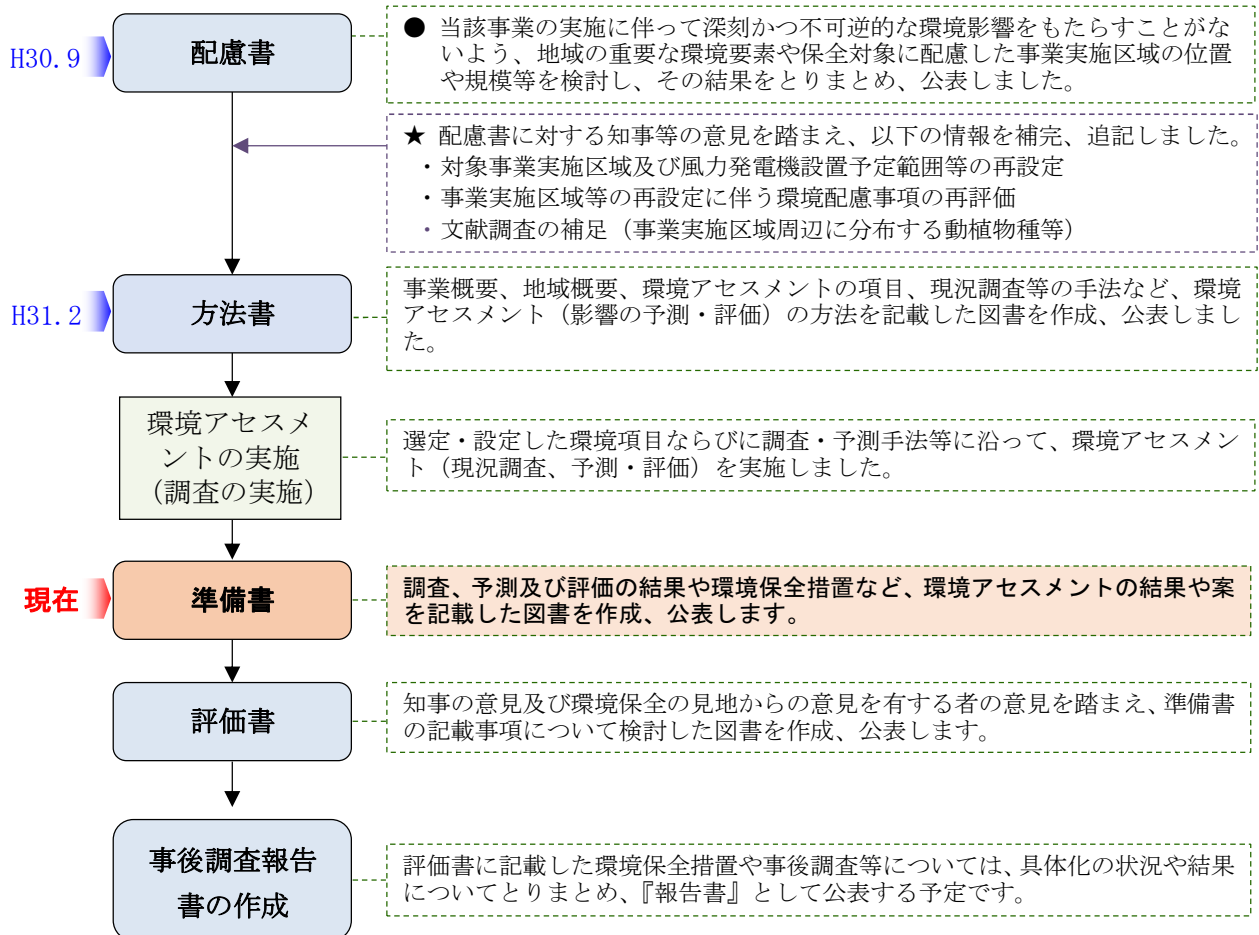 H30.9
配慮書
● 当該事業の実施に伴って深刻かつ不可逆的な環境影響をもたらすことがな
いよう、地域の重要な環境要素や保全対象に配慮した事業実施区域の位置
や規模等を検討し、その結果をとりまとめ、公表しました。
★ 配慮書に対する知事等の意見を踏まえ、以下の情報を補完、追記しました。
・対象事業実施区域及び風力発電機設置予定範囲等の再設定
・事業実施区域等の再設定に伴う環境配慮事項の再評価
・文献調査の補足（事業実施区域周辺に分布する動植物種等）
H31.2
方法書
事業概要、地域概要、環境アセスメントの項目、現況調査等の手法など、環境
アセスメント（影響の予測・評価）の方法を記載した図書を作成、公表しまし
た。
環境アセスメ
ントの実施
（調査の実施）
選定・設定した環境項目ならびに調査・予測手法等に沿って、環境アセスメン
ト（現況調査、予測・評価）を実施しました。
現在
準備書
調査、予測及び評価の結果や環境保全措置など、環境アセスメントの結果や案
を記載した図書を作成、公表します。
評価書
知事の意見及び環境保全の見地からの意見を有する者の意見を踏まえ、準備書
の記載事項について検討した図書を作成、公表します。
事後調査報告
書の作成
評価書に記載した環境保全措置や事後調査等については、具体化の状況や結果
についてとりまとめ、『報告書』として公表する予定です。